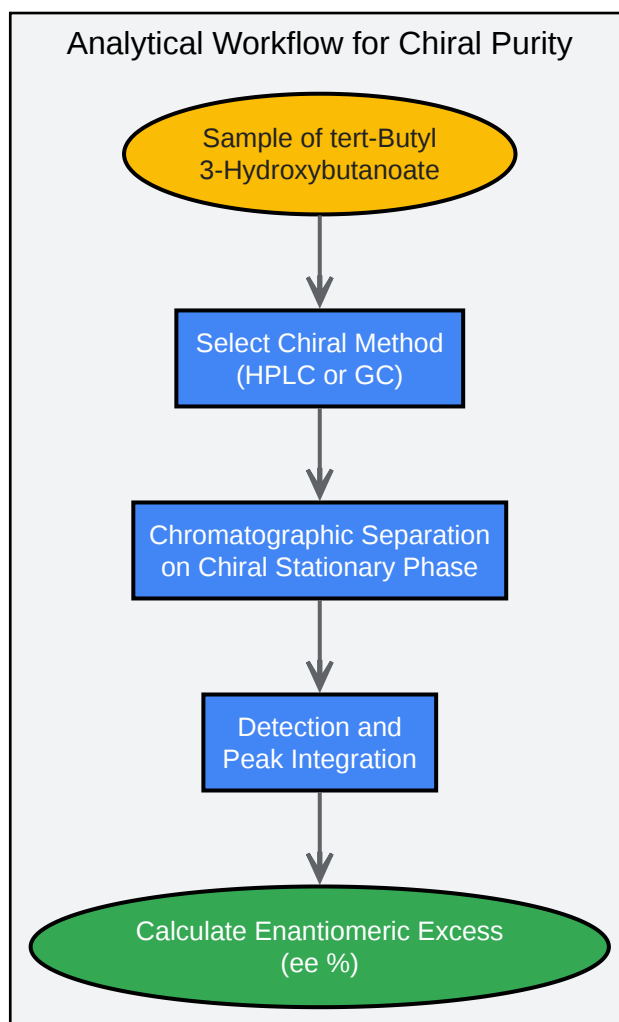 Analytical Workflow for Chiral Purity
Sample of tert-Butyl
3-Hydroxybutanoate
Select Chiral Method
(HPLC or GC)
Chromatographic Separation
on Chiral Stationary Phase
Detection and
Peak Integration
Calculate Enantiomeric Excess
(ee %)